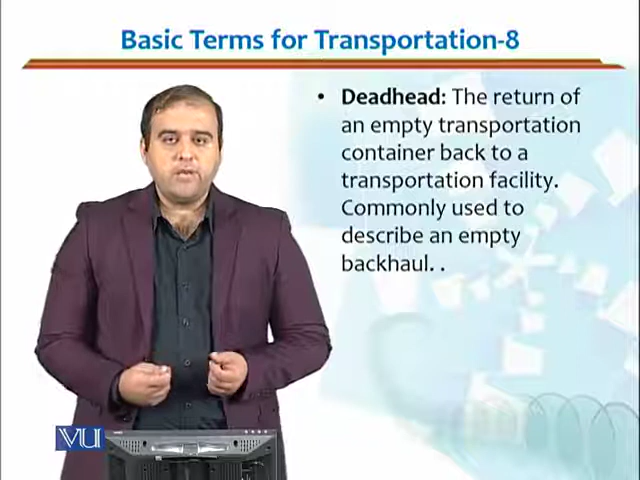 Basic Terms for Transportation-8
• Deadhead: The return of
an empty transportation
container back to a
transportation facility.
Commonly used to
describe an empty
backhaul. .
VU